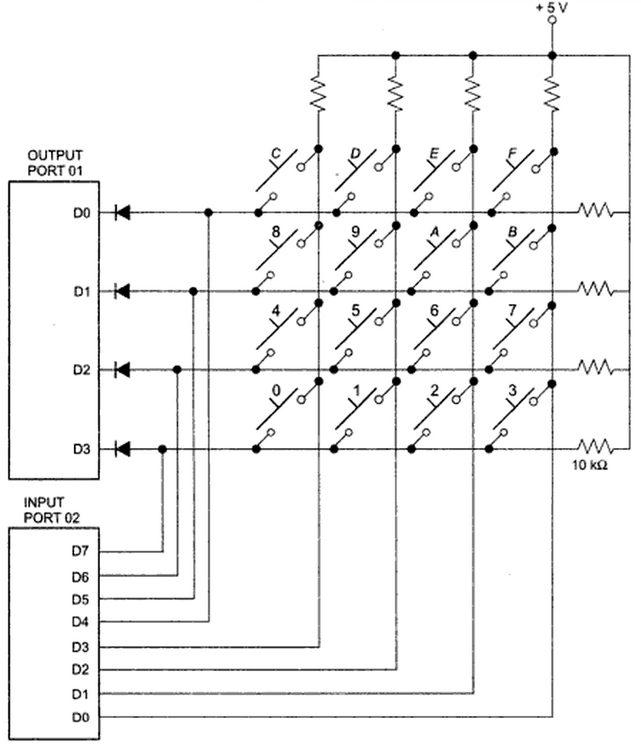 + 5 V
OUTPUT
PORT 01
C D E F
D0
8 9 A B
D1
4 5 6 7
D2
0 1 2 3
D3
10 kΩ
INPUT
PORT 02
D7
D6
D5
D4
D3
D2
D1
D0